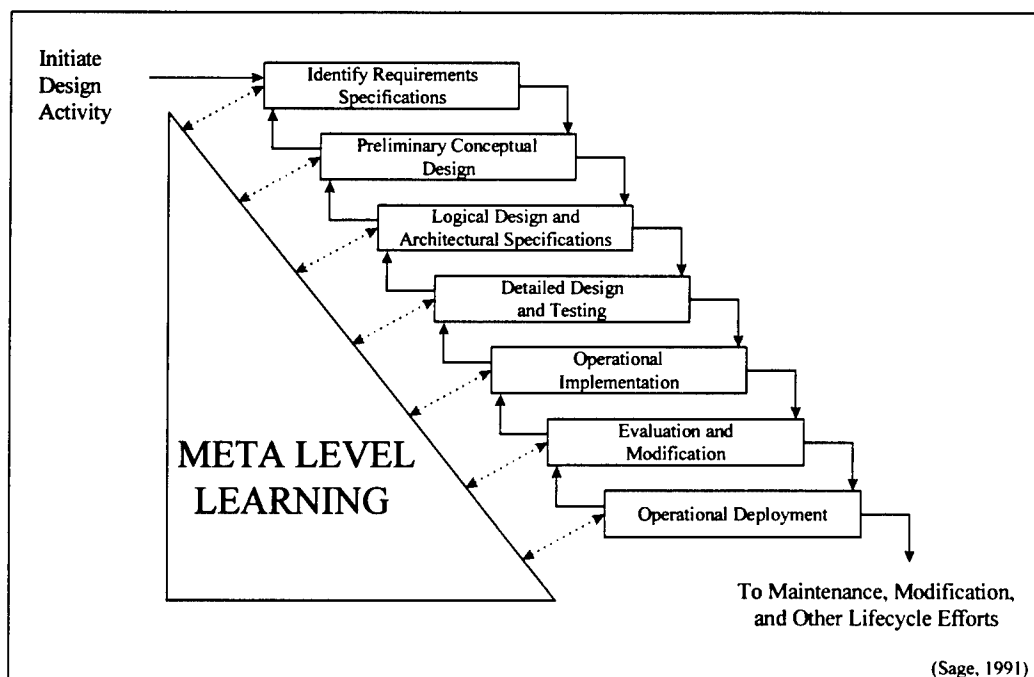 Initiate
Design
Activity
Identify Requirements
Specifications
Preliminary Conceptual
Design
Logical Design and
Architectural Specifications
Detailed Design
and Testing
Operational
Implementation
Evaluation and
Modification
Operational Deployment
META LEVEL
LEARNING
To Maintenance, Modification,
and Other Lifecycle Efforts
(Sage, 1991)